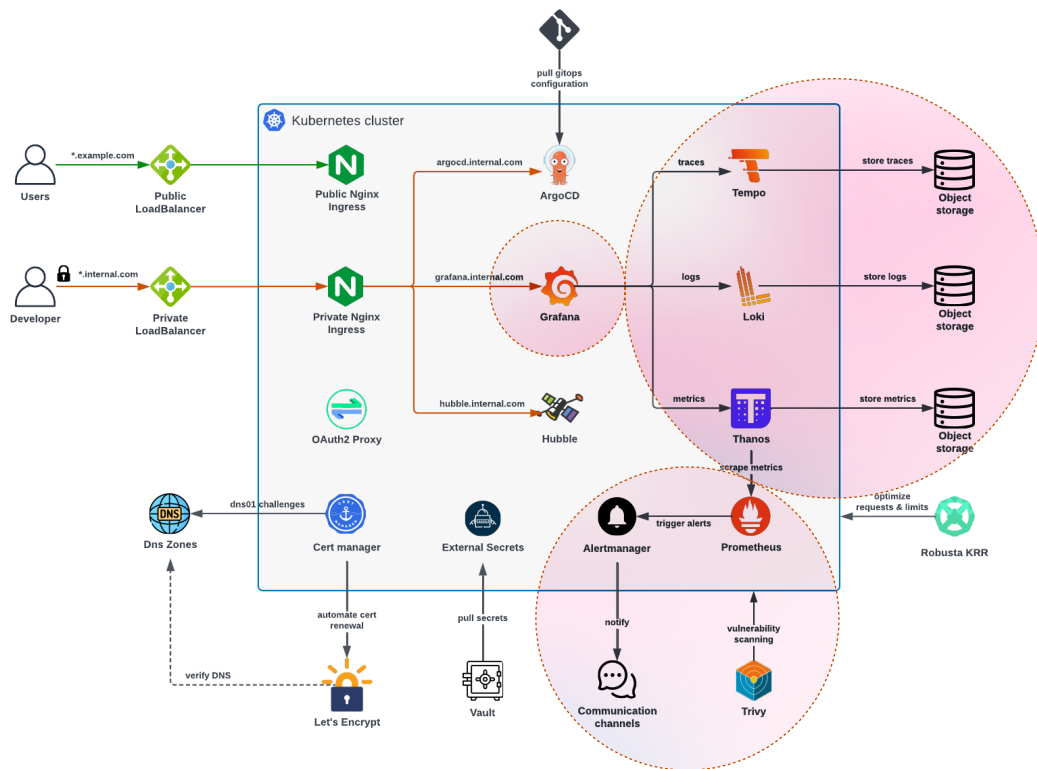 pull gitops
configuration
Kubernetes cluster
*.example.com
Users
Public
LoadBalancer
Public Nginx
Ingress
argocd.internal.com
ArgoCD
traces
Tempo
store traces
Object
storage
*.internal.com
Developer
Private
LoadBalancer
Private Nginx
Ingress
grafana.internal.com
Grafana
logs
Loki
store logs
Object
storage
OAuth2 Proxy
hubble.internal.com
Hubble
metrics
Thanos
store metrics
Object
storage
scrape metrics
DNS
Dns Zones
dns01 challenges
Cert manager
External Secrets
Alertmanager
trigger alerts
Prometheus
optimize
requests & limits
Robusta KRR
automate cert
renewal
pull secrets
notify
vulnerability
scanning
verify DNS
Let's Encrypt
Vault
Communication
channels
Trivy